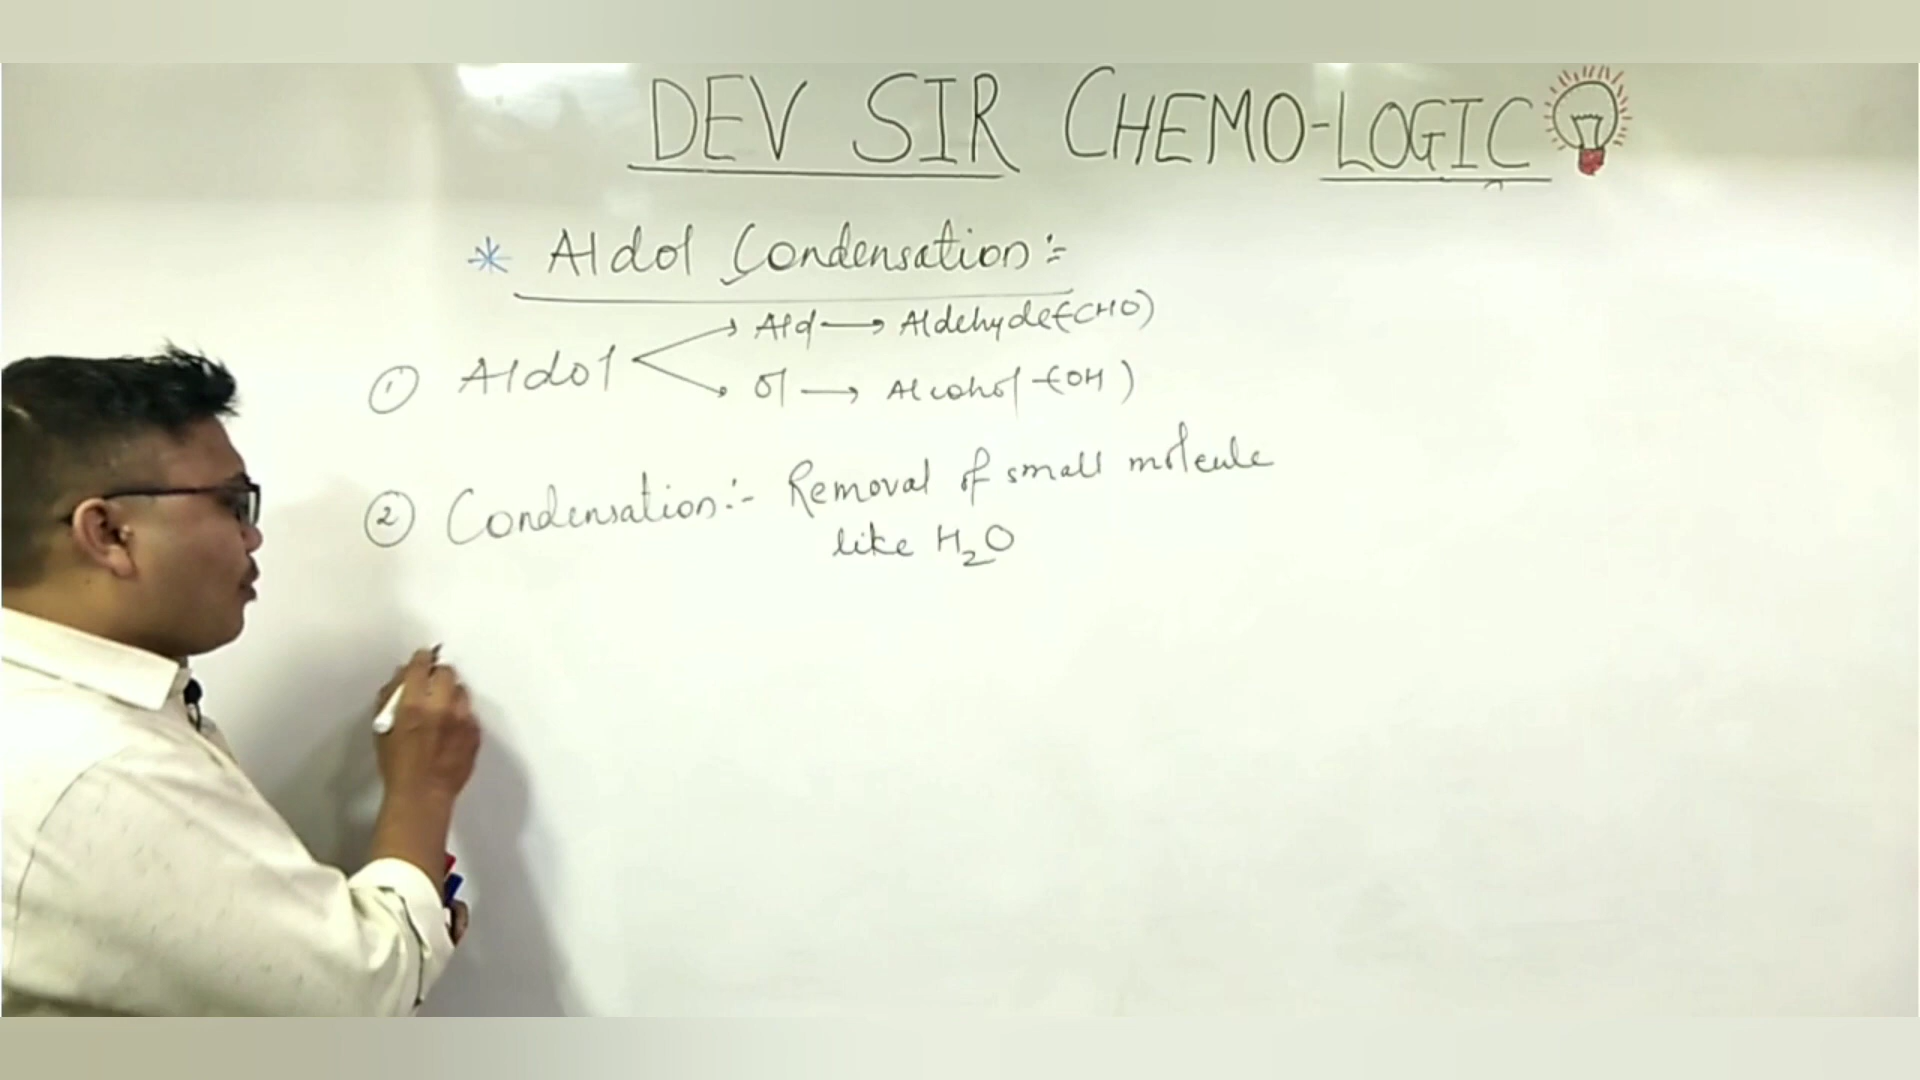 DEV SIR CHEMO-LOGIC
* Aldol Condensation :-
Ald → Aldehyde (-CHO)
① Aldol
Ol → Alcohol (-OH)
② Condensation :- Removal of small molcule
like H₂O